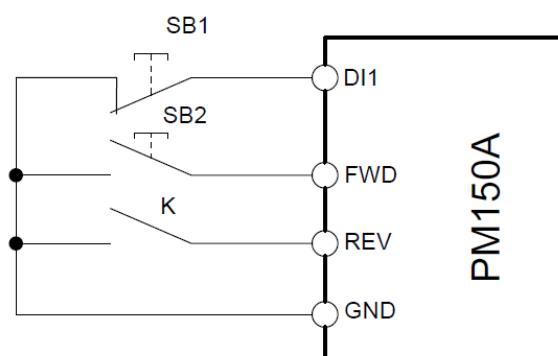 SB1
DI1
SB2
FWD
K
REV
GND
PM150A